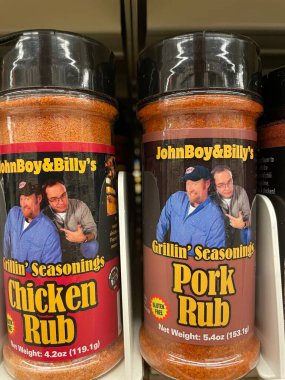 JohnBoy&Billy's
Grillin' Seasonings
Chicken
Rub
Net Weight: 4.2oz (119.1g)
JohnBoy&Billy's
Grillin' Seasonings
Pork
Rub
GLUTEN
FREE
Net Weight: 5.4oz (153.1g)